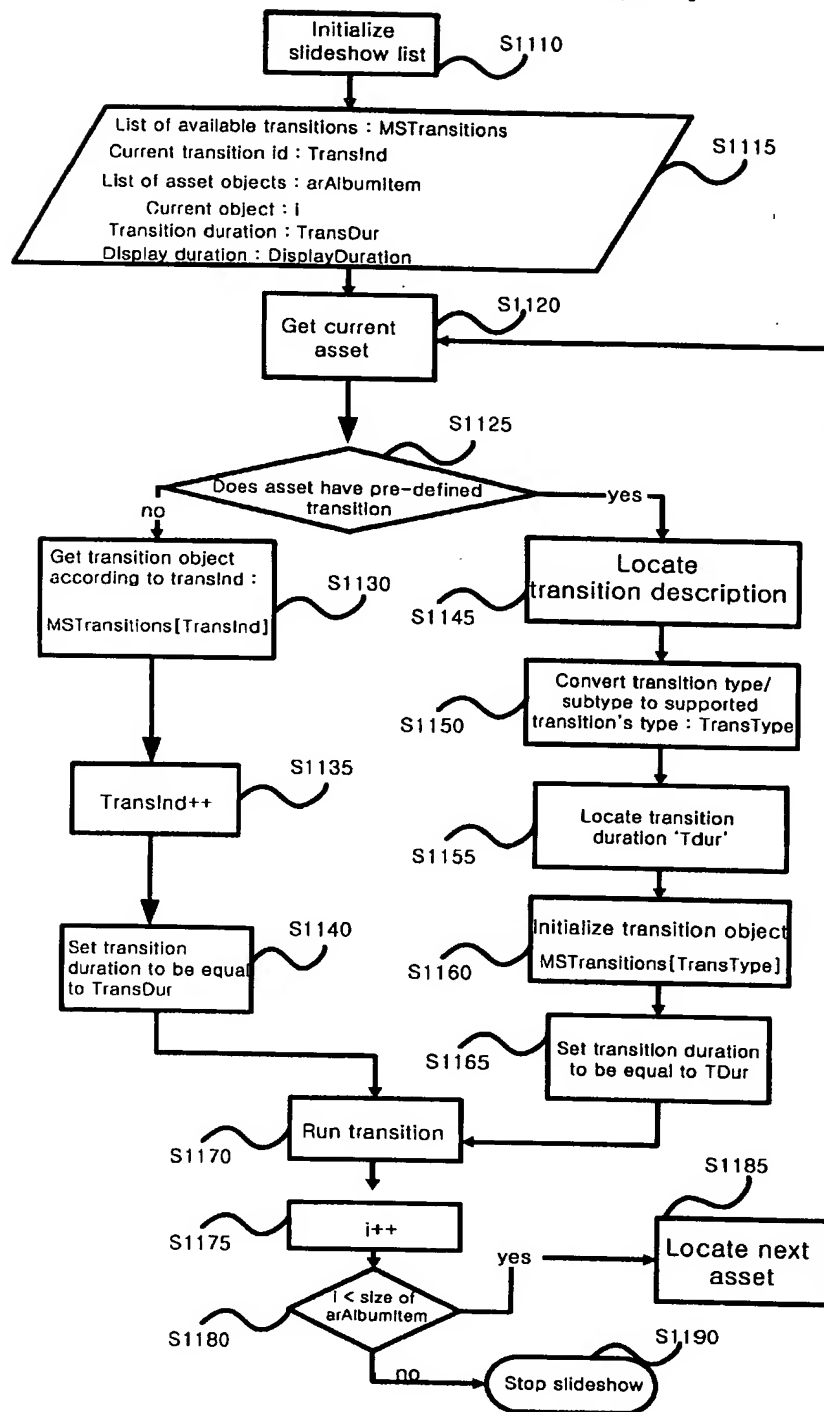 Initialize
slideshow list
S1110
List of available transitions : MSTransitions
Current transition id : TransInd
List of asset objects : arAlbumItem
Current object : i
Transition duration : TransDur
Display duration : DisplayDuration
S1115
Get current
asset
S1120
S1125
Does asset have pre-defined
transition
no
yes
Get transition object
according to transInd :
MSTransitions[TransInd]
S1130
Locate
transition description
S1145
Convert transition type/
subtype to supported
transition's type : TransType
S1150
TransInd++
S1135
Locate transition
duration 'Tdur'
S1155
Set transition
duration to be equal
to TransDur
S1140
Initialize transition object
MSTransitions[TransType]
S1160
Set transition duration
to be equal to TDur
S1165
Run transition
S1170
i++
S1175
i < size of
arAlbumItem
S1180
yes
Locate next
asset
S1185
no
Stop slideshow
S1190